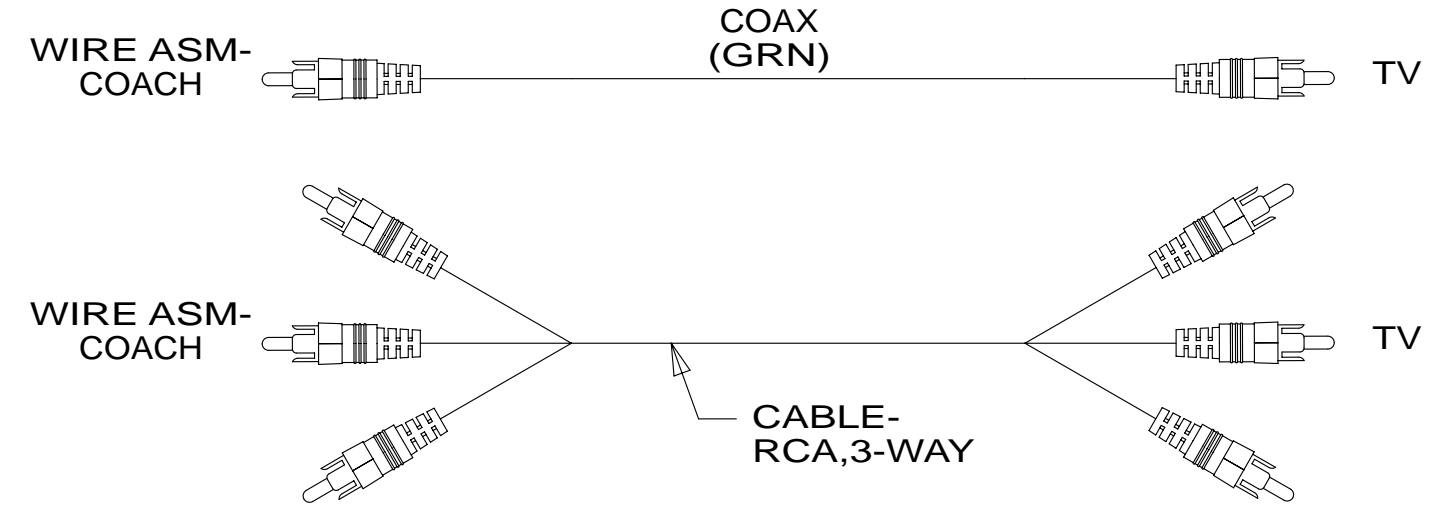 COAX
(GRN)
WIRE ASM-
COACH
TV
WIRE ASM-
COACH
TV
CABLE-
RCA,3-WAY